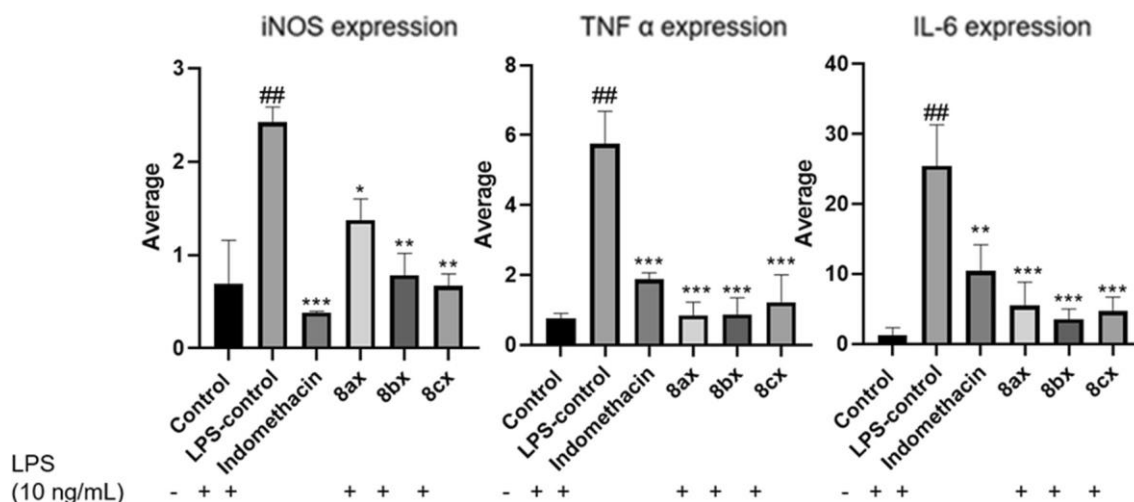 iNOS expression
3
2
1
0
Average
##
***
*
**
**
Control
LPS-control
Indomethacin
8ax
8bx
8cx
TNF α expression
8
6
4
2
0
Average
##
***
***
***
***
Control
LPS-control
Indomethacin
8ax
8bx
8cx
IL-6 expression
40
30
20
10
0
Average
##
**
***
***
***
Control
LPS-control
Indomethacin
8ax
8bx
8cx
LPS
(10 ng/mL) - + + + + + - + + + + + - + + + + +